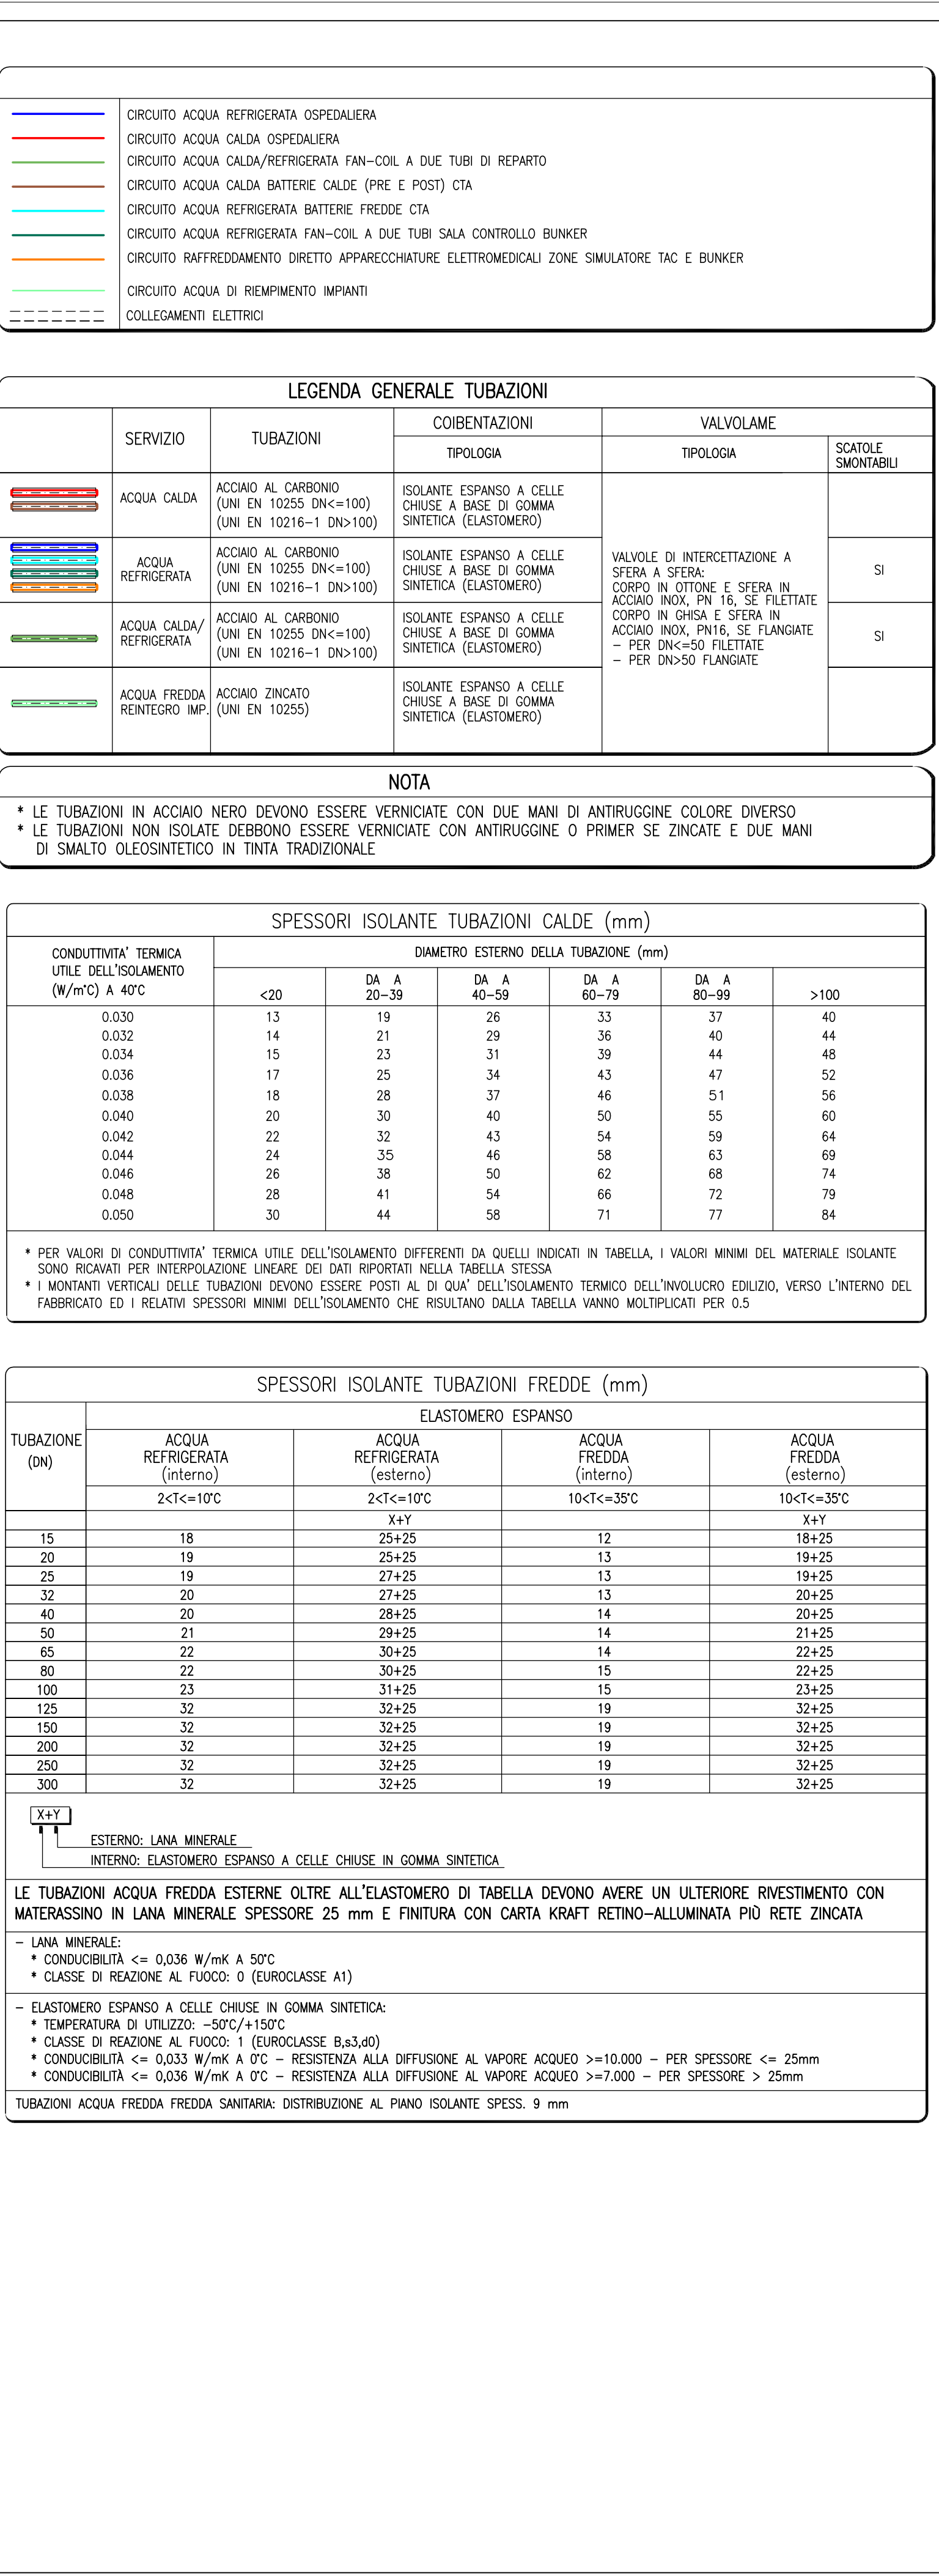 CIRCUITO ACQUA REFRIGERATA OSPEDALIERA
CIRCUITO ACQUA CALDA OSPEDALIERA
CIRCUITO ACQUA CALDA/REFRIGERATA FAN-COIL A DUE TUBI DI REPARTO
CIRCUITO ACQUA CALDA BATTERIE CALDE (PRE E POST) CTA
CIRCUITO ACQUA REFRIGERATA BATTERIE FREDDE CTA
CIRCUITO ACQUA REFRIGERATA FAN-COIL A DUE TUBI SALA CONTROLLO BUNKER
CIRCUITO RAFFREDDAMENTO DIRETTO APPARECCHIATURE ELETTROMEDICALI ZONE SIMULATORE TAC E BUNKER
CIRCUITO ACQUA DI RIEMPIMENTO IMPIANTI
COLLEGAMENTI ELETTRICI
LEGENDA GENERALE TUBAZIONI
SERVIZIO TUBAZIONI COIBENTAZIONI VALVOLAME
TIPOLOGIA TIPOLOGIA SCATOLE
SMONTABILI
ACQUA CALDA
ACCIAIO AL CARBONIO
(UNI EN 10255 DN<=100)
(UNI EN 10216-1 DN>100)
ISOLANTE ESPANSO A CELLE
CHIUSE A BASE DI GOMMA
SINTETICA (ELASTOMERO)
ACQUA
REFRIGERATA
ACCIAIO AL CARBONIO
(UNI EN 10255 DN<=100)
(UNI EN 10216-1 DN>100)
ISOLANTE ESPANSO A CELLE
CHIUSE A BASE DI GOMMA
SINTETICA (ELASTOMERO)
VALVOLE DI INTERCETTAZIONE A
SFERA A SFERA:
CORPO IN OTTONE E SFERA IN
ACCIAIO INOX, PN 16, SE FILETTATE
CORPO IN GHISA E SFERA IN
ACCIAIO INOX, PN16, SE FLANGIATE
- PER DN<=50 FILETTATE
- PER DN>50 FLANGIATE
SI
ACQUA CALDA/
REFRIGERATA
ACCIAIO AL CARBONIO
(UNI EN 10255 DN<=100)
(UNI EN 10216-1 DN>100)
ISOLANTE ESPANSO A CELLE
CHIUSE A BASE DI GOMMA
SINTETICA (ELASTOMERO)
SI
ACQUA FREDDA
REINTEGRO IMP.
ACCIAIO ZINCATO
(UNI EN 10255)
ISOLANTE ESPANSO A CELLE
CHIUSE A BASE DI GOMMA
SINTETICA (ELASTOMERO)
NOTA
* LE TUBAZIONI IN ACCIAIO NERO DEVONO ESSERE VERNICIATE CON DUE MANI DI ANTIRUGGINE COLORE DIVERSO
* LE TUBAZIONI NON ISOLATE DEBBONO ESSERE VERNICIATE CON ANTIRUGGINE O PRIMER SE ZINCATE E DUE MANI
DI SMALTO OLEOSINTETICO IN TINTA TRADIZIONALE
SPESSORI ISOLANTE TUBAZIONI CALDE (mm)
CONDUTTIVITA' TERMICA
UTILE DELL'ISOLAMENTO
(W/m°C) A 40°C
DIAMETRO ESTERNO DELLA TUBAZIONE (mm)
DA A DA A DA A DA A
<20 20-39 40-59 60-79 80-99 >100
0.030 13 19 26 33 37 40
0.032 14 21 29 36 40 44
0.034 15 23 31 39 44 48
0.036 17 25 34 43 47 52
0.038 18 28 37 46 51 56
0.040 20 30 40 50 55 60
0.042 22 32 43 54 59 64
0.044 24 35 46 58 63 69
0.046 26 38 50 62 68 74
0.048 28 41 54 66 72 79
0.050 30 44 58 71 77 84
* PER VALORI DI CONDUTTIVITA' TERMICA UTILE DELL'ISOLAMENTO DIFFERENTI DA QUELLI INDICATI IN TABELLA, I VALORI MINIMI DEL MATERIALE ISOLANTE
SONO RICAVATI PER INTERPOLAZIONE LINEARE DEI DATI RIPORTATI NELLA TABELLA STESSA
* I MONTANTI VERTICALI DELLE TUBAZIONI DEVONO ESSERE POSTI AL DI QUA' DELL'ISOLAMENTO TERMICO DELL'INVOLUCRO EDILIZIO, VERSO L'INTERNO DEL
FABBRICATO ED I RELATIVI SPESSORI MINIMI DELL'ISOLAMENTO CHE RISULTANO DALLA TABELLA VANNO MOLTIPLICATI PER 0.5
SPESSORI ISOLANTE TUBAZIONI FREDDE (mm)
TUBAZIONE
(DN)
ELASTOMERO ESPANSO
ACQUA
REFRIGERATA
(interno)
ACQUA
REFRIGERATA
(esterno)
ACQUA
FREDDA
(interno)
ACQUA
FREDDA
(esterno)
2<T<=10°C 2<T<=10°C 10<T<=35°C 10<T<=35°C
X+Y X+Y
15 18 25+25 12 18+25
20 19 25+25 13 19+25
25 19 27+25 13 19+25
32 20 27+25 13 20+25
40 20 28+25 14 20+25
50 21 29+25 14 21+25
65 22 30+25 14 22+25
80 22 30+25 15 22+25
100 23 31+25 15 23+25
125 32 32+25 19 32+25
150 32 32+25 19 32+25
200 32 32+25 19 32+25
250 32 32+25 19 32+25
300 32 32+25 19 32+25
X+Y
ESTERNO: LANA MINERALE
INTERNO: ELASTOMERO ESPANSO A CELLE CHIUSE IN GOMMA SINTETICA
LE TUBAZIONI ACQUA FREDDA ESTERNE OLTRE ALL'ELASTOMERO DI TABELLA DEVONO AVERE UN ULTERIORE RIVESTIMENTO CON
MATERASSINO IN LANA MINERALE SPESSORE 25 mm E FINITURA CON CARTA KRAFT RETINO-ALLUMINATA PIÙ RETE ZINCATA
- LANA MINERALE:
* CONDUCIBILITÀ <= 0,036 W/mK A 50°C
* CLASSE DI REAZIONE AL FUOCO: 0 (EUROCLASSE A1)
- ELASTOMERO ESPANSO A CELLE CHIUSE IN GOMMA SINTETICA:
* TEMPERATURA DI UTILIZZO: -50°C/+150°C
* CLASSE DI REAZIONE AL FUOCO: 1 (EUROCLASSE B,s3,d0)
* CONDUCIBILITÀ <= 0,033 W/mK A 0°C - RESISTENZA ALLA DIFFUSIONE AL VAPORE ACQUEO >=10.000 - PER SPESSORE <= 25mm
* CONDUCIBILITÀ <= 0,036 W/mK A 0°C - RESISTENZA ALLA DIFFUSIONE AL VAPORE ACQUEO >=7.000 - PER SPESSORE > 25mm
TUBAZIONI ACQUA FREDDA FREDDA SANITARIA: DISTRIBUZIONE AL PIANO ISOLANTE SPESS. 9 mm